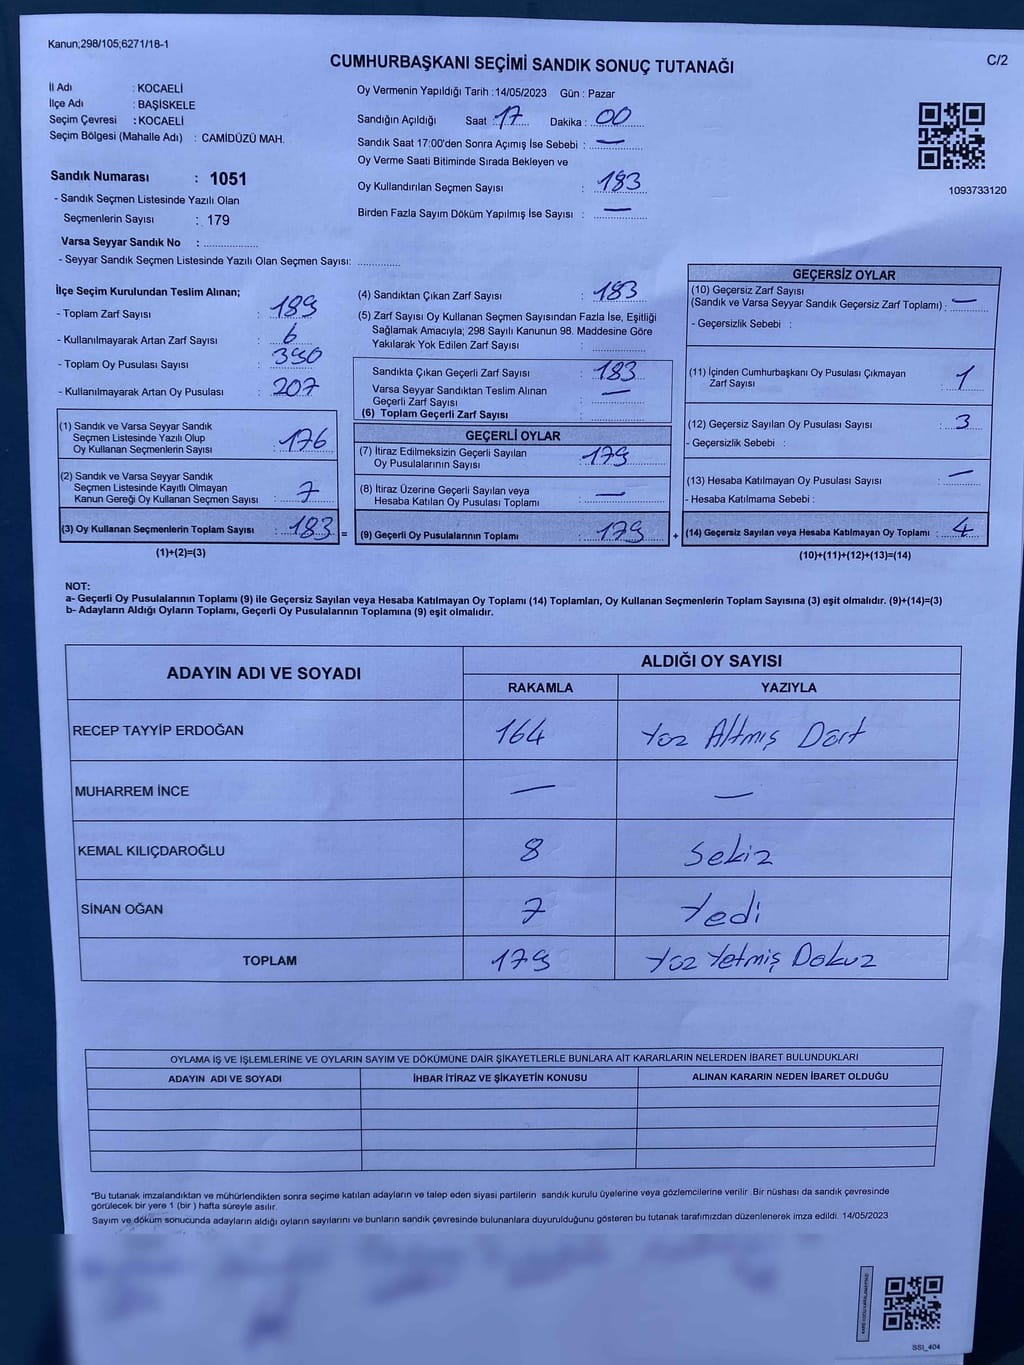 Kanun;298/105;6271/18-1
CUMHURBAŞKANI SEÇİMİ SANDIK SONUÇ TUTANAĞI
C/2
İl Adı : KOCAELİ
İlçe Adı : BAŞİSKELE
Seçim Çevresi : KOCAELİ
Seçim Bölgesi (Mahalle Adı) : CAMİDÜZÜ MAH.
Sandık Numarası : 1051
- Sandık Seçmen Listesinde Yazılı Olan
Seçmenlerin Sayısı : 179
Varsa Seyyar Sandık No :
- Seyyar Sandık Seçmen Listesinde Yazılı Olan Seçmen Sayısı:
Oy Vermenin Yapıldığı Tarih :14/05/2023 Gün : Pazar
Sandığın Açıldığı Saat : 17 Dakika : 00
Sandık Saat 17:00'den Sonra Açımış İse Sebebi : —
Oy Verme Saati Bitiminde Sırada Bekleyen ve
Oy Kullandırılan Seçmen Sayısı : 183
Birden Fazla Sayım Döküm Yapılmış İse Sayısı : —
1093733120
İlçe Seçim Kurulundan Teslim Alınan;
- Toplam Zarf Sayısı : 189
- Kullanılmayarak Artan Zarf Sayısı : 6
- Toplam Oy Pusulası Sayısı : 390
- Kullanılmayarak Artan Oy Pusulası : 207
(1) Sandık ve Varsa Seyyar Sandık
Seçmen Listesinde Yazılı Olup
Oy Kullanan Seçmenlerin Sayısı : 176
(2) Sandık ve Varsa Seyyar Sandık
Seçmen Listesinde Kayıtlı Olmayan
Kanun Gereği Oy Kullanan Seçmen Sayısı : 7
(3) Oy Kullanan Seçmenlerin Toplam Sayısı : 183 =
(1)+(2)=(3)
(4) Sandıktan Çıkan Zarf Sayısı : 183
(5) Zarf Sayısı Oy Kullanan Seçmen Sayısından Fazla İse, Eşitliği
Sağlamak Amacıyla; 298 Sayılı Kanunun 98. Maddesine Göre
Yakılarak Yok Edilen Zarf Sayısı :
Sandıkta Çıkan Geçerli Zarf Sayısı : 183
Varsa Seyyar Sandıktan Teslim Alınan
Geçerli Zarf Sayısı : —
(6) Toplam Geçerli Zarf Sayısı :
GEÇERLİ OYLAR
(7) İtiraz Edilmeksizin Geçerli Sayılan
Oy Pusulalarının Sayısı : 179
(8) İtiraz Üzerine Geçerli Sayılan veya
Hesaba Katılan Oy Pusulası Toplamı : —
(9) Geçerli Oy Pusulalarının Toplamı : 179 +
GEÇERSİZ OYLAR
(10) Geçersiz Zarf Sayısı
(Sandık ve Varsa Seyyar Sandık Geçersiz Zarf Toplamı) : —
- Geçersizlik Sebebi :
(11) İçinden Cumhurbaşkanı Oy Pusulası Çıkmayan
Zarf Sayısı : 1
(12) Geçersiz Sayılan Oy Pusulası Sayısı : 3
- Geçersizlik Sebebi :
(13) Hesaba Katılmayan Oy Pusulası Sayısı : —
- Hesaba Katılmama Sebebi :
(14) Geçersiz Sayılan veya Hesaba Katılmayan Oy Toplamı : 4
(10)+(11)+(12)+(13)=(14)
NOT:
a- Geçerli Oy Pusulalarının Toplamı (9) ile Geçersiz Sayılan veya Hesaba Katılmayan Oy Toplamı (14) Toplamları, Oy Kullanan Seçmenlerin Toplam Sayısına (3) eşit olmalıdır. (9)+(14)=(3)
b- Adayların Aldığı Oyların Toplamı, Geçerli Oy Pusulalarının Toplamına (9) eşit olmalıdır.
ADAYIN ADI VE SOYADI ALDIĞI OY SAYISI
RAKAMLA YAZIYLA
RECEP TAYYİP ERDOĞAN 164 Yüz Altmış Dört
MUHARREM İNCE — —
KEMAL KILIÇDAROĞLU 8 Sekiz
SİNAN OĞAN 7 Yedi
TOPLAM 179 Yüz Yetmiş Dokuz
OYLAMA İŞ VE İŞLEMLERİNE VE OYLARIN SAYIM VE DÖKÜMÜNE DAİR ŞİKAYETLERLE BUNLARA AİT KARARLARIN NELERDEN İBARET BULUNDUKLARI
ADAYIN ADI VE SOYADI İHBAR İTİRAZ VE ŞİKAYETİN KONUSU ALINAN KARARIN NEDEN İBARET OLDUĞU
*Bu tutanak imzalandıktan ve mühürlendikten sonra seçime katılan adayların ve talep eden siyasi partilerin sandık kurulu üyelerine veya gözlemcilerine verilir .Bir nüshası da sandık çevresinde
görülecek bir yere 1 (bir ) hafta süreyle asılır.
Sayım ve döküm sonucunda adayların aldığı oyların sayılarını ve bunların sandık çevresinde bulunanlara duyurulduğunu gösteren bu tutanak tarafımızdan düzenlenerek imza edildi. 14/05/2023
SSI_404